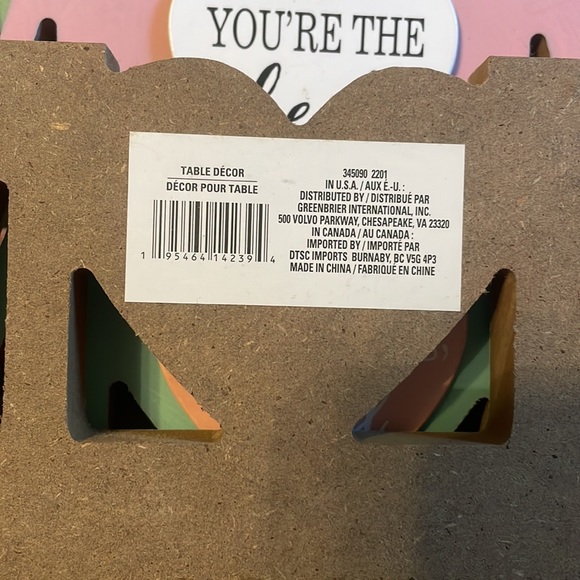 YOU'RE THE
TABLE DÉCOR
DÉCOR POUR TABLE
1 95464 14239 4
345090 2201
IN U.S.A. / AUX É.-U. :
DISTRIBUTED BY / DISTRIBUÉ PAR
GREENBRIER INTERNATIONAL, INC.
500 VOLVO PARKWAY, CHESAPEAKE, VA 23320
IN CANADA / AU CANADA :
IMPORTED BY / IMPORTÉ PAR
DTSC IMPORTS BURNABY, BC V5G 4P3
MADE IN CHINA / FABRIQUÉ EN CHINE